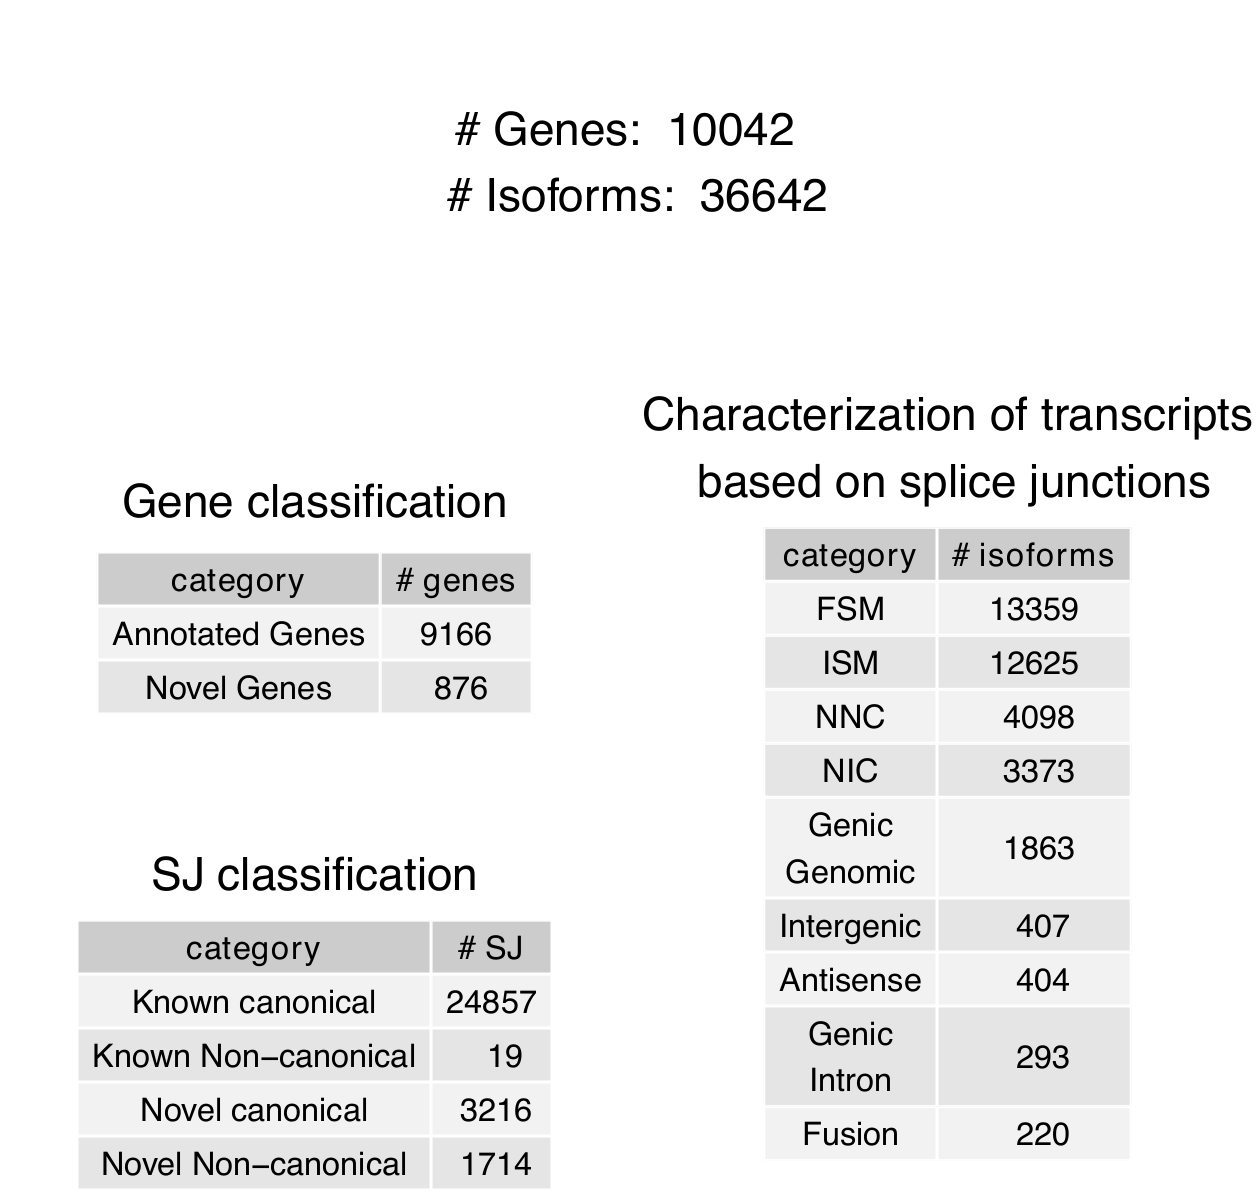 # Genes: 10042
# Isoforms: 36642
Gene classification
category # genes
Annotated Genes 9166
Novel Genes 876
SJ classification
category # SJ
Known canonical 24857
Known Non−canonical 19
Novel canonical 3216
Novel Non−canonical 1714
Characterization of transcripts
based on splice junctions
category # isoforms
FSM 13359
ISM 12625
NNC 4098
NIC 3373
Genic
Genomic 1863
Intergenic 407
Antisense 404
Genic
Intron 293
Fusion 220